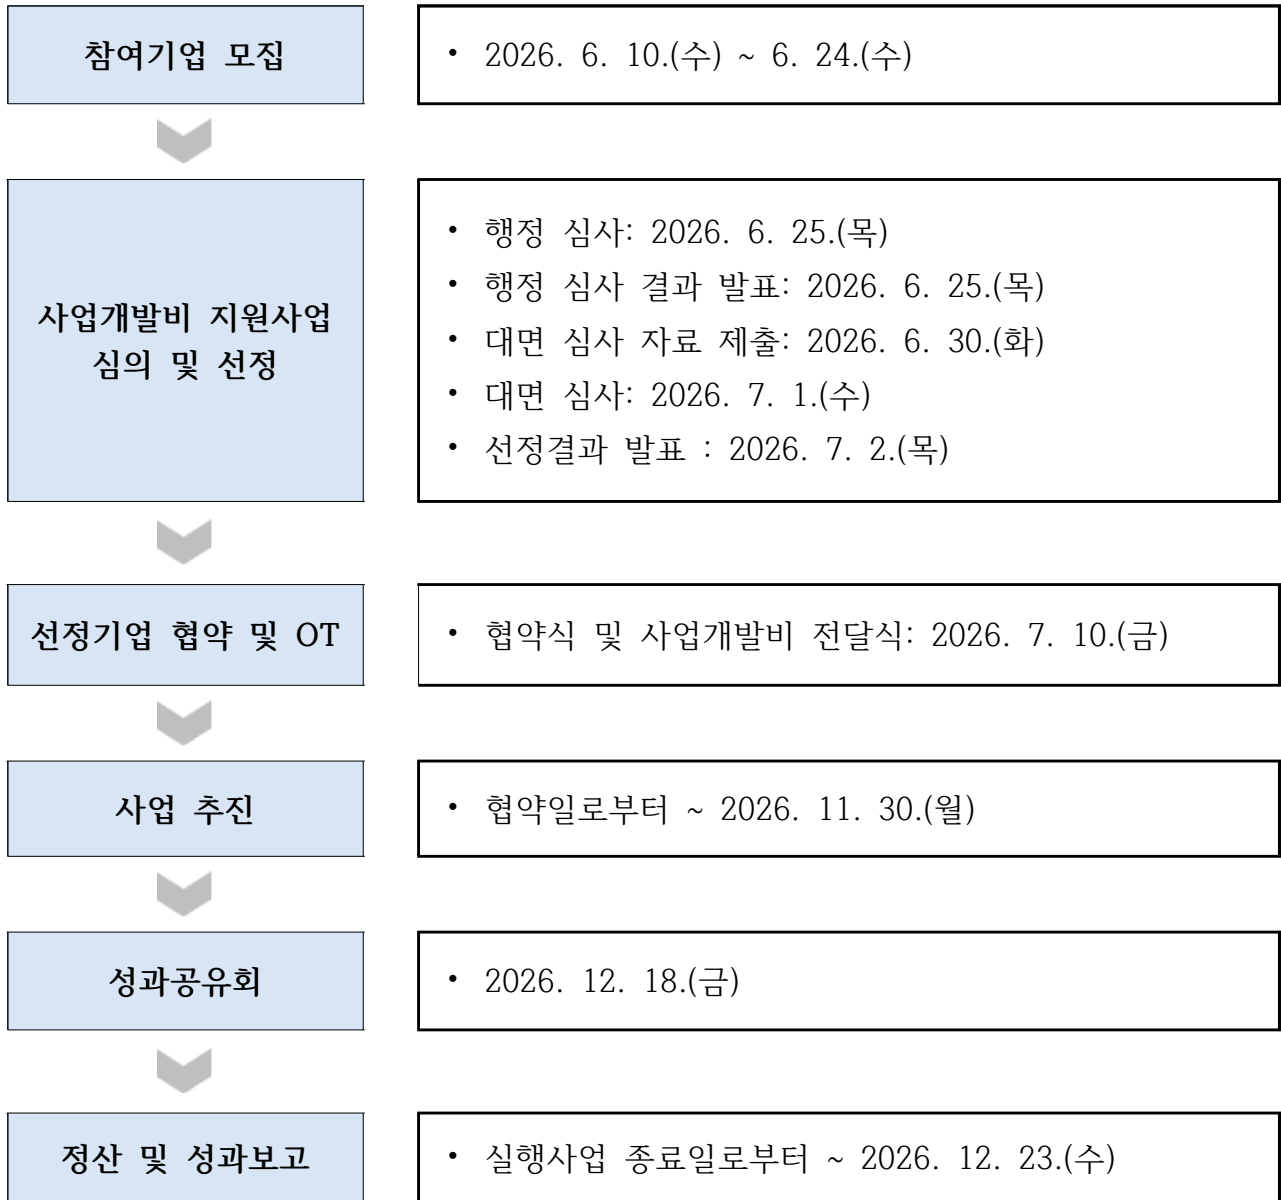 참여기업 모집
• 2026. 6. 10.(수) ~ 6. 24.(수)
사업개발비 지원사업
심의 및 선정
• 행정 심사: 2026. 6. 25.(목)
• 행정 심사 결과 발표: 2026. 6. 25.(목)
• 대면 심사 자료 제출: 2026. 6. 30.(화)
• 대면 심사: 2026. 7. 1.(수)
• 선정결과 발표 : 2026. 7. 2.(목)
선정기업 협약 및 OT
• 협약식 및 사업개발비 전달식: 2026. 7. 10.(금)
사업 추진
• 협약일로부터 ~ 2026. 11. 30.(월)
성과공유회
• 2026. 12. 18.(금)
정산 및 성과보고
• 실행사업 종료일로부터 ~ 2026. 12. 23.(수)